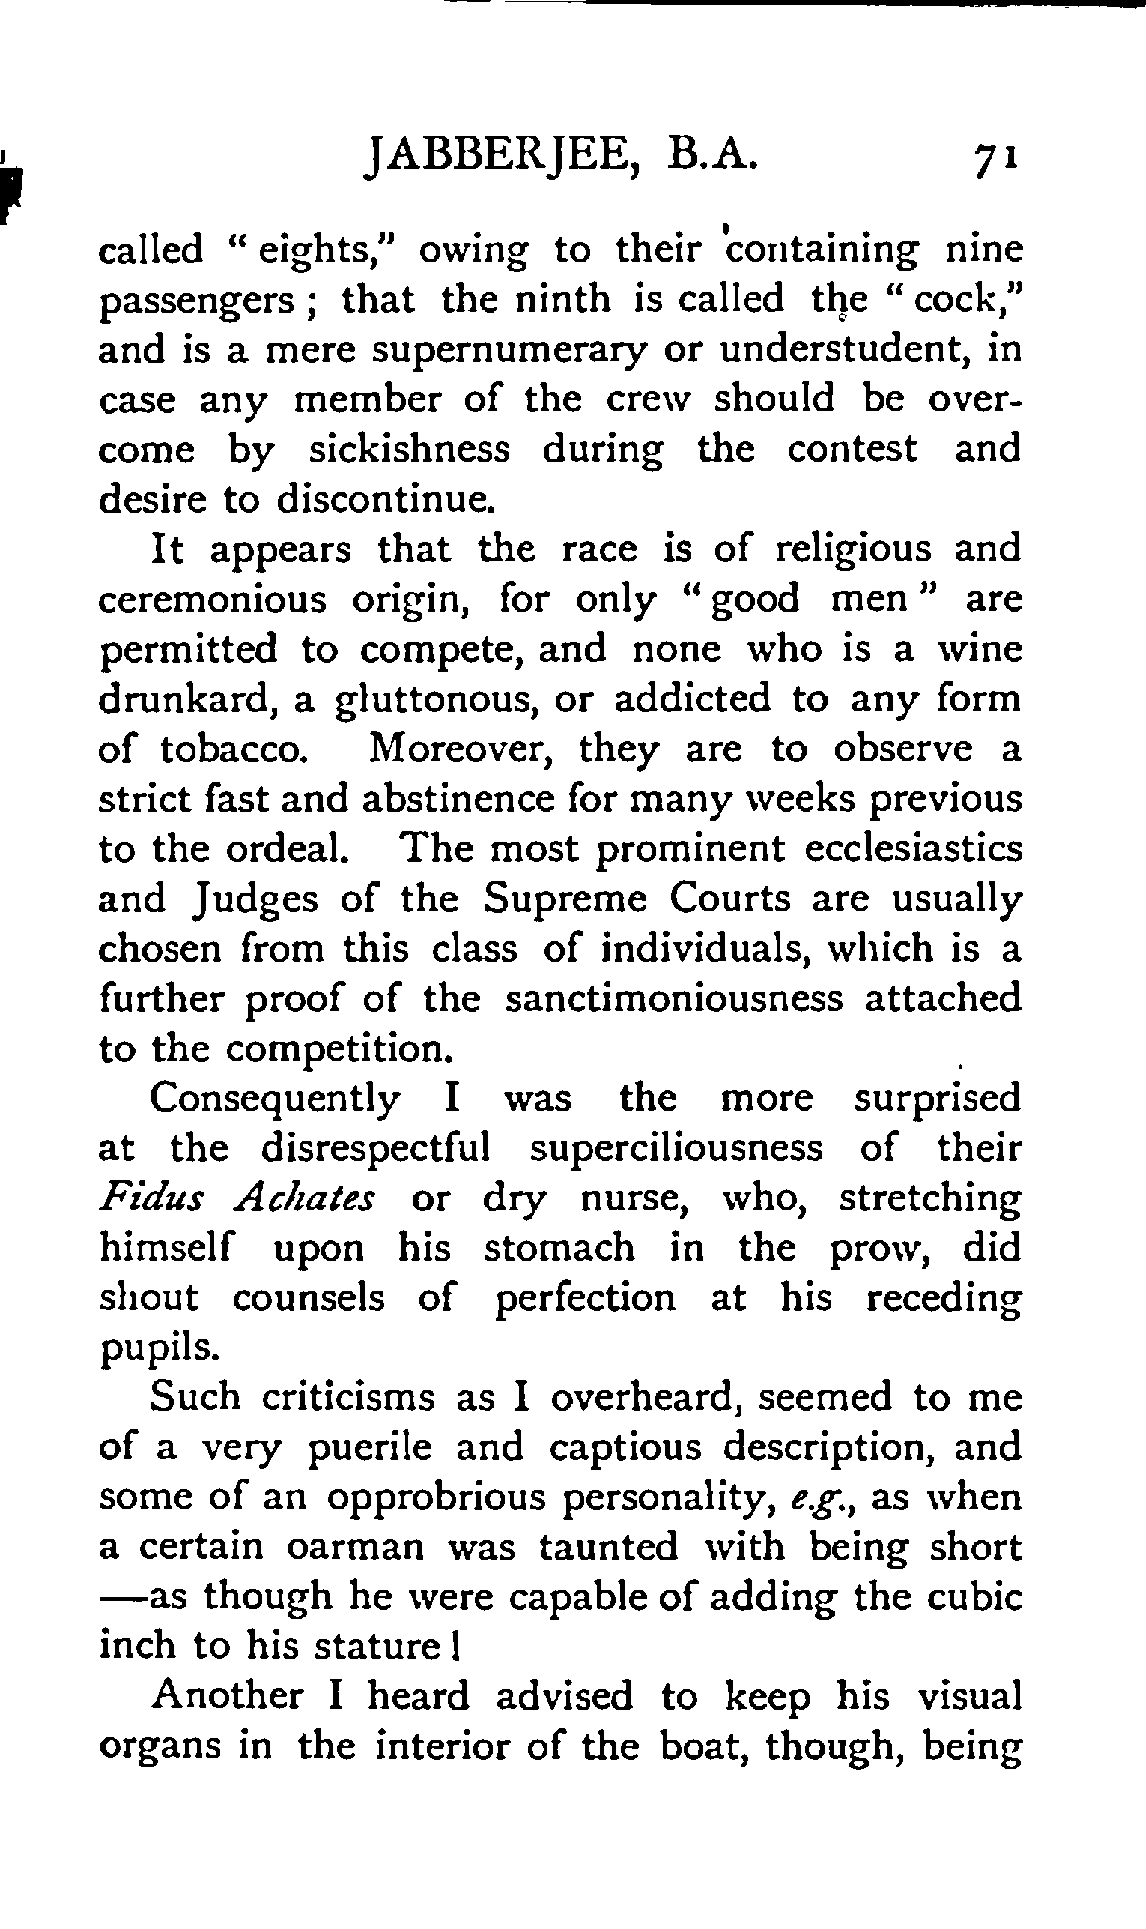 JABBERJEE, B.A. 71
called " eights," owing to their containing nine
passengers ; that the ninth is called the " cock,"
and is a mere supernumerary or understudent, in
case any member of the crew should be over-
come by sickishness during the contest and
desire to discontinue.
It appears that the race is of religious and
ceremonious origin, for only " good men " are
permitted to compete, and none who is a wine
drunkard, a gluttonous, or addicted to any form
of tobacco. Moreover, they are to observe a
strict fast and abstinence for many weeks previous
to the ordeal. The most prominent ecclesiastics
and Judges of the Supreme Courts are usually
chosen from this class of individuals, which is a
further proof of the sanctimoniousness attached
to the competition.
Consequently I was the more surprised
at the disrespectful superciliousness of their
Fidus Achates or dry nurse, who, stretching
himself upon his stomach in the prow, did
shout counsels of perfection at his receding
pupils.
Such criticisms as I overheard, seemed to me
of a very puerile and captious description, and
some of an opprobrious personality, e.g., as when
a certain oarman was taunted with being short
—as though he were capable of adding the cubic
inch to his stature!
Another I heard advised to keep his visual
organs in the interior of the boat, though, being